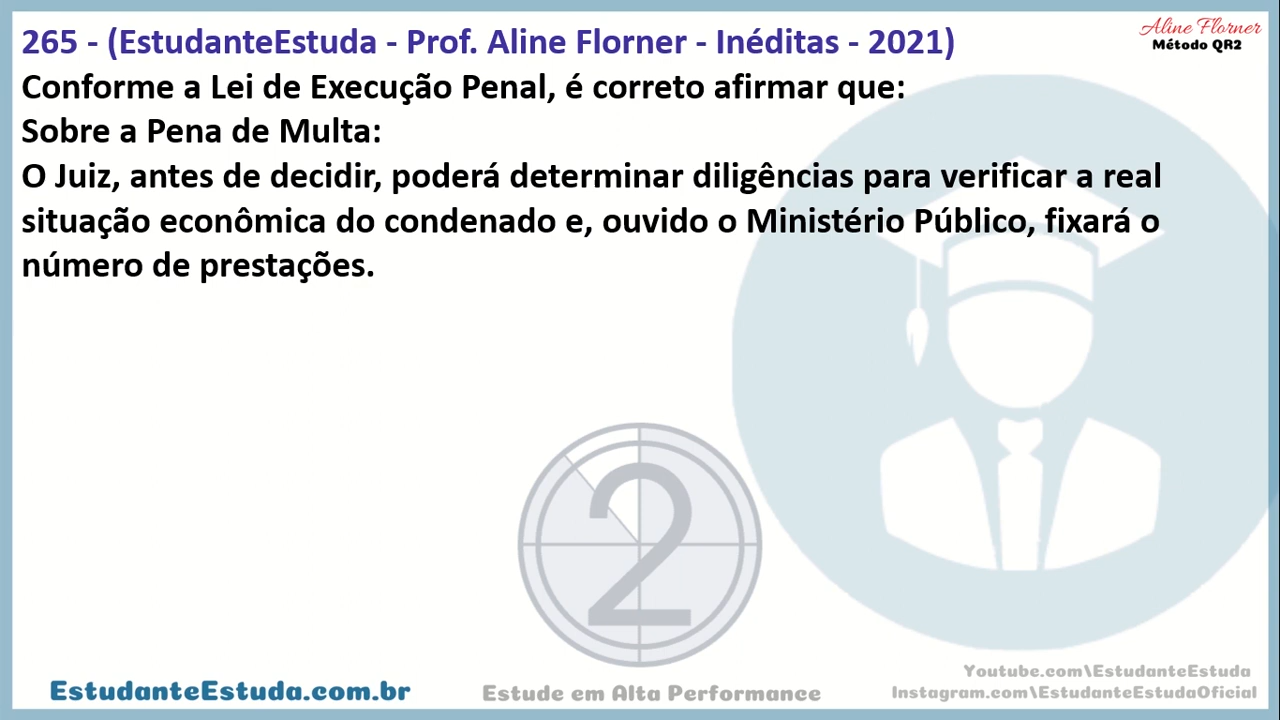 265 - (EstudanteEstuda - Prof. Aline Florner - Inéditas - 2021)
Aline Florner
Método QR2
Conforme a Lei de Execução Penal, é correto afirmar que:
Sobre a Pena de Multa:
O Juiz, antes de decidir, poderá determinar diligências para verificar a real
situação econômica do condenado e, ouvido o Ministério Público, fixará o
número de prestações.
2
EstudanteEstuda.com.br
Estude em Alta Performance
Youtube.com\EstudanteEstuda
Instagram.com\EstudanteEstudaOficial